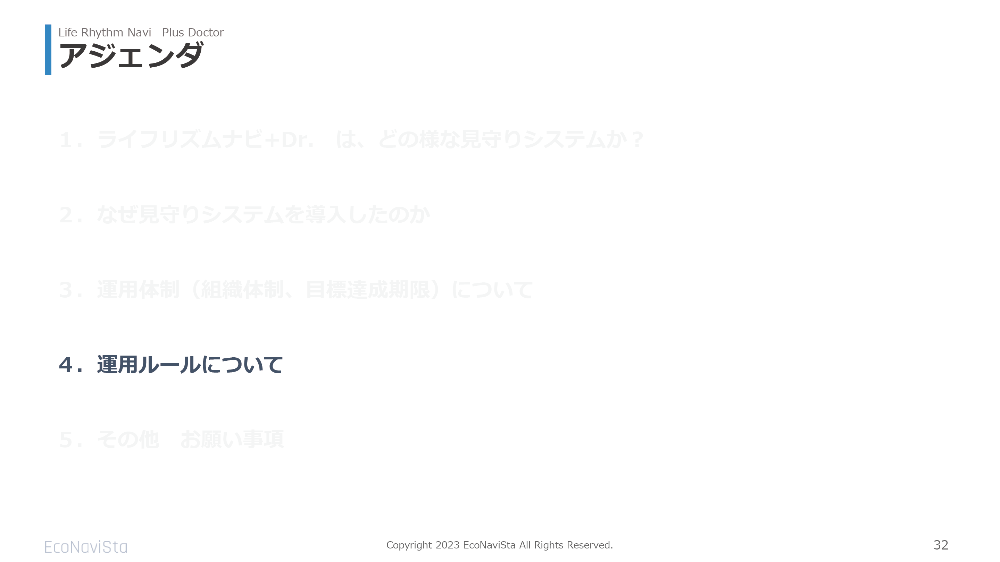 Life Rhythm Navi　Plus Doctor
アジェンダ
１．ライフリズムナビ+Dr.　は、どの様な見守りシステムか？
２．なぜ見守りシステムを導入したのか
３．運用体制（組織体制、目標達成期限）について
４．運用ルールについて
５．その他　お願い事項
EcoNaviSta
Copyright 2023 EcoNaviSta All Rights Reserved.
32